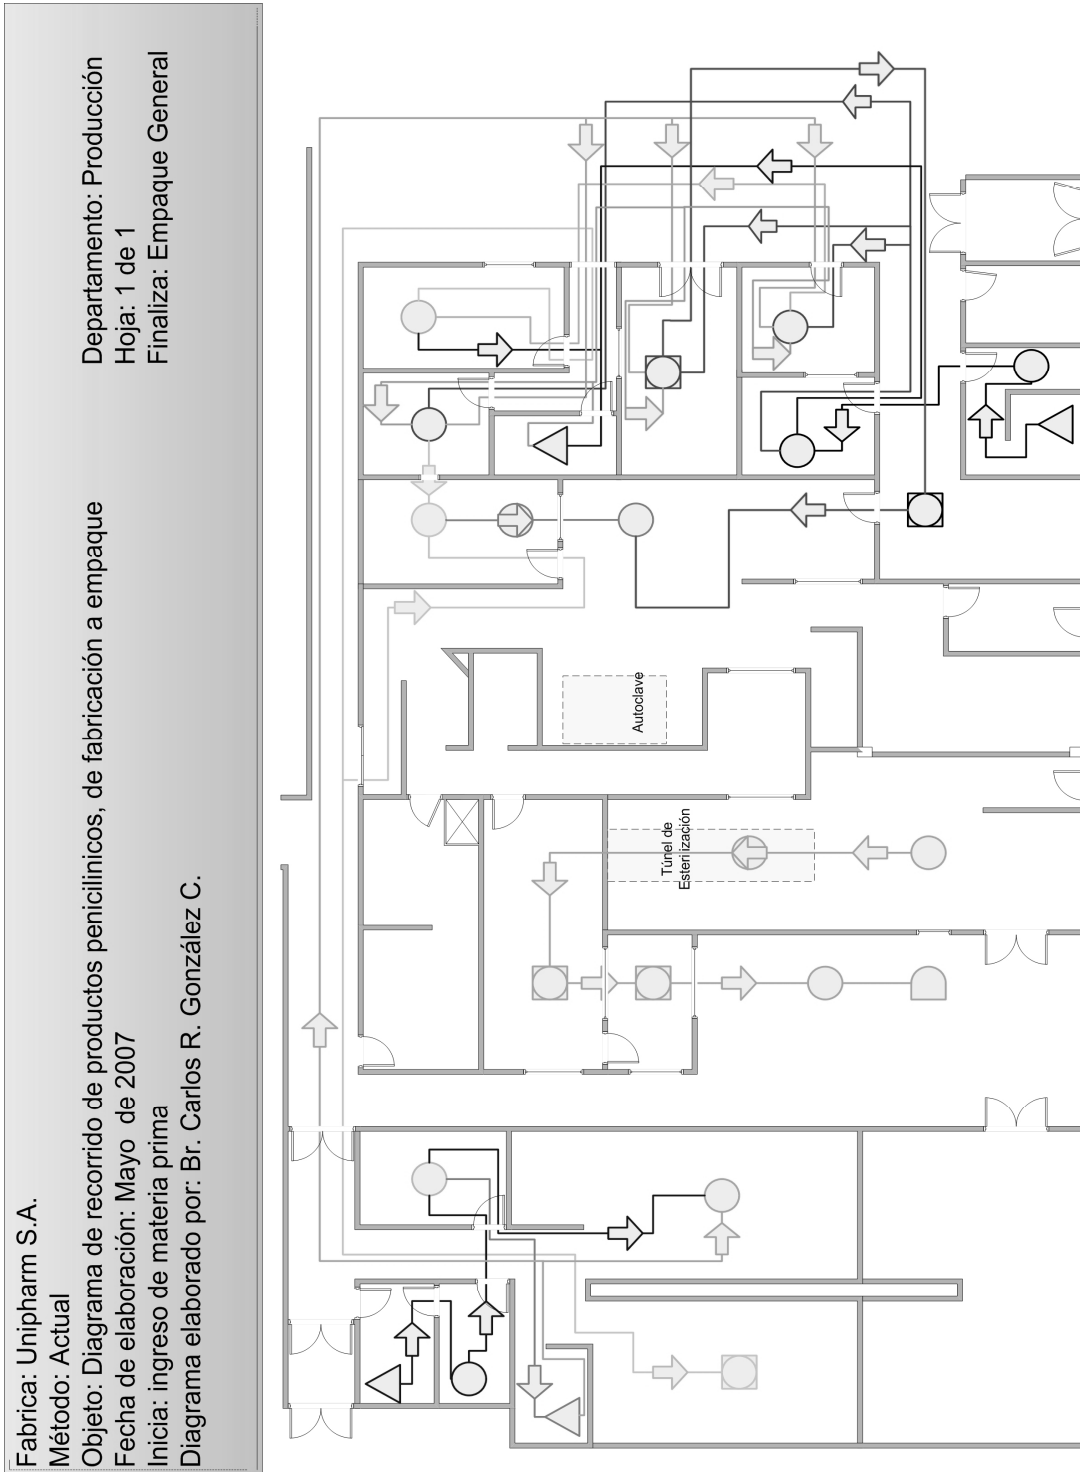 Fabrica: Unipharm S.A.
Departamento: Producción
Método: Actual
Hoja: 1 de 1
Objeto: Diagrama de recorrido de productos penicilinicos, de fabricación a empaque
Finaliza: Empaque General
Fecha de elaboración: Mayo  de 2007
Inicia: ingreso de materia prima
Diagrama elaborado por: Br. Carlos R. González C.
Autoclave
Túnel de
Esterilización